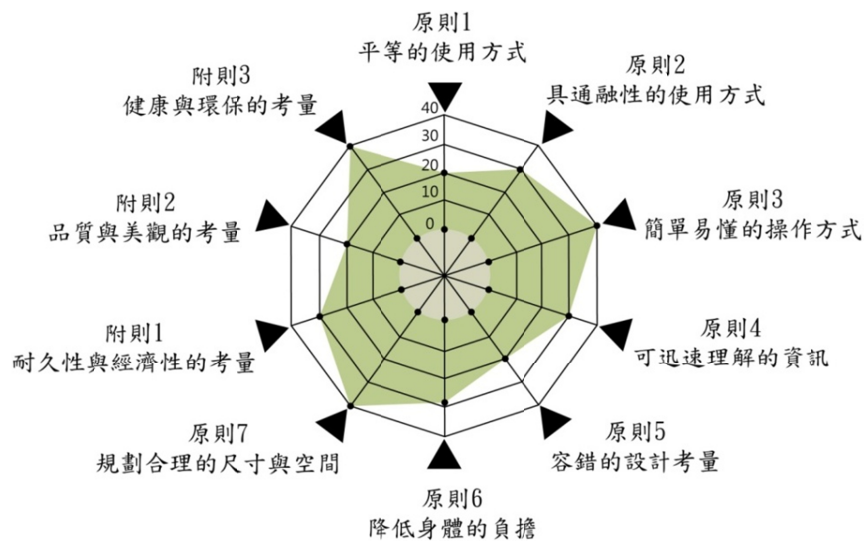 原則1
平等的使用方式
原則2
具通融性的使用方式
原則3
簡單易懂的操作方式
原則4
可迅速理解的資訊
原則5
容錯的設計考量
原則6
降低身體的負擔
原則7
規劃合理的尺寸與空間
附則1
耐久性與經濟性的考量
附則2
品質與美觀的考量
附則3
健康與環保的考量
40
30
20
10
0